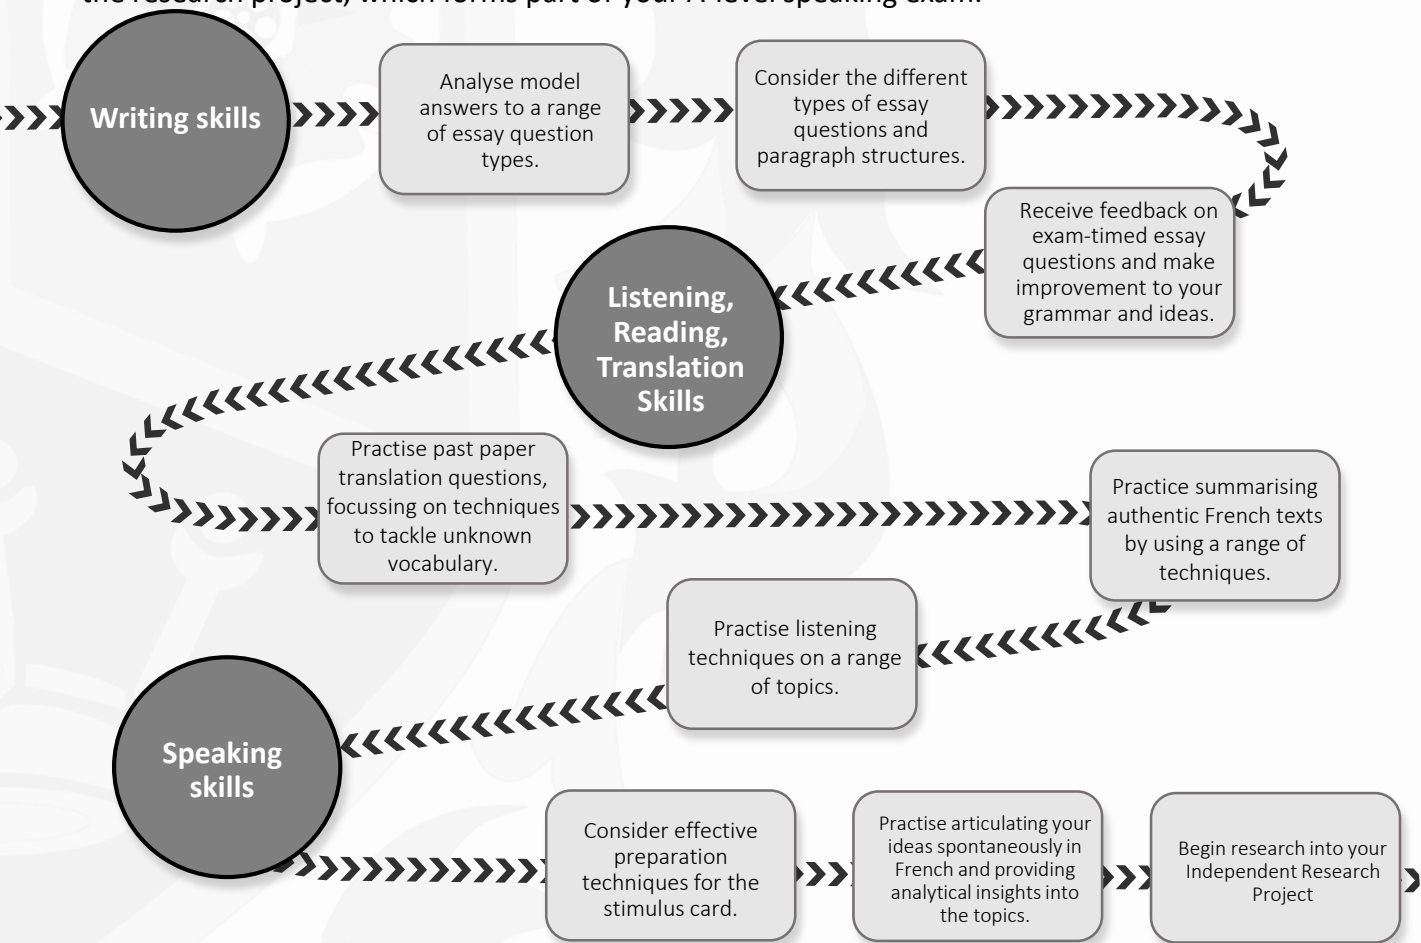 the research project, which forms part of your A-level speaking exam.
Writing skills
Analyse model
answers to a range
of essay question
types.
Consider the different
types of essay
questions and
paragraph structures.
Receive feedback on
exam-timed essay
questions and make
improvement to your
grammar and ideas.
Listening,
Reading,
Translation
Skills
Practise past paper
translation questions,
focussing on techniques
to tackle unknown
vocabulary.
Practice summarising
authentic French texts
by using a range of
techniques.
Practise listening
techniques on a range
of topics.
Speaking
skills
Consider effective
preparation
techniques for the
stimulus card.
Practise articulating your
ideas spontaneously in
French and providing
analytical insights into
the topics.
Begin research into your
Independent Research
Project